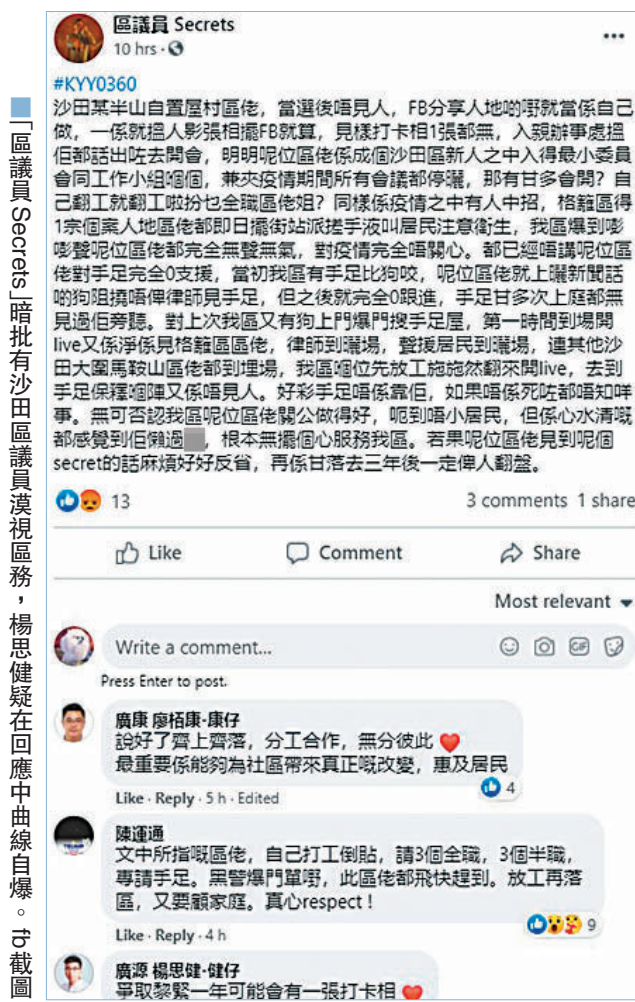 區議員 Secrets
10 hrs
#KYY0360
沙田某半山自置屋村區佬，當選後唔見人，FB分享人地啲嘢就當係自己
做，一係就搵人影張相擺FB就算，見樣打卡相1張都無，入親辦事處搵
佢都話出咗去開會，明明呢位區佬係成個沙田區新人之中入得最小委員
會同工作小組嗰個，兼夾疫情期間所有會議都停曬，那有甘多會開？自
己翻工就翻工啦扮乜全職區佬姐？同樣係疫情之中有人中招，格籬區得
1宗個案人地區佬都即日擺街站派搓手液叫居民注意衛生，我區爆到嘭
嘭聲呢位區佬都完全無聲無氣，對疫情完全唔關心。都已經唔講呢位區
佬對手足完全0支援，當初我區有手足比狗咬，呢位區佬就上曬新聞話
啲狗阻撓唔俾律師見手足，但之後就完全0跟進，手足甘多次上庭都無
見過佢旁聽。對上次我區又有狗上門爆門搜手足屋，第一時間到場開
live又係淨係見格籬區區佬，律師到曬場，聲援居民到曬場，連其他沙
田大圍馬鞍山區佬都到埋場，我區嗰位先放工施施然翻來開live，去到
手足保釋嗰陣又係唔見人。好彩手足唔係靠佢，如果唔係死咗都唔知咩
事。無可否認我區呢位區佬關公做得好，呃到唔小居民，但係心水清嘅
都感覺到佢懶過，根本無擺個心服務我區。若果呢位區佬見到呢個
secret的話麻煩好好反省，再係甘落去三年後一定俾人翻盤。
13
3 comments 1 share
Like Comment Share
Most relevant
Write a comment...
GIF
Press Enter to post.
廣康 廖栢康-康仔
說好了齊上齊落，分工合作，無分彼此
最重要係能夠為社區帶來真正嘅改變，惠及居民
4
Like · Reply · 5 h · Edited
陳運通
文中所指嘅區佬，自己打工倒貼，請3個全職，3個半職，
專請手足。黑警爆門單嘢，此區佬都飛快趕到。放工再落
區，又要顧家庭。真心respect！
9
Like · Reply · 4 h
廣源 楊思健-健仔
爭取黎緊一年可能會有一張打卡相
■「區議員Secrets」暗批有沙田區議員漠視區務，楊思健疑在回應中曲線自爆。fb截圖